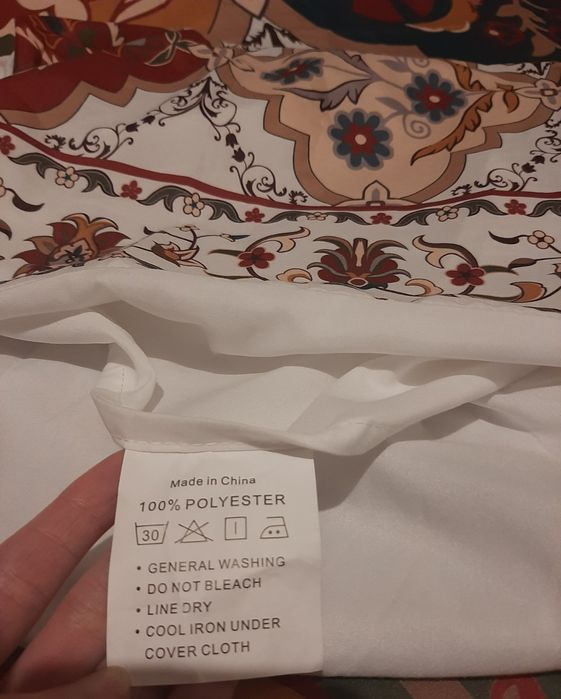 Made in China
100% POLYESTER
30
• GENERAL WASHING
• DO NOT BLEACH
• LINE DRY
• COOL IRON UNDER
COVER CLOTH